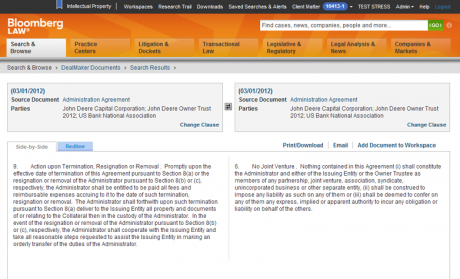 Intellectual Property Workspaces Research Trail Downloads Saved Searches & Alerts Client Matter 10413-1 TEST STRESS Admin Help Logout
Bloomberg
LAW
Find cases, news, companies, people and more... GO
Search & Browse
Practice Centers
Litigation & Dockets
Transactional Law
Legislative & Regulatory
Legal Analysis & News
Companies & Markets
Search & Browse > DealMaker Documents > Search Results >
(03/01/2012)
Source Document Administration Agreement
Parties John Deere Capital Corporation; John Deere Owner Trust
2012; US Bank National Association
Change Clause
(03/01/2012)
Source Document Administration Agreement
Parties John Deere Capital Corporation; John Deere Owner Trust
2012; US Bank National Association
Change Clause
Side-by-Side Redline
Print/Download Email Add Document to Workspace
9. Action upon Termination, Resignation or Removal. Promptly upon the
effective date of termination of this Agreement pursuant to Section 8(a) or the
resignation or removal of the Administrator pursuant to Section 8(b) or (c),
respectively, the Administrator shall be entitled to be paid all fees and
reimbursable expenses accruing to it to the date of such termination,
resignation or removal. The Administrator shall forthwith upon such termination
pursuant to Section 8(a) deliver to the Issuing Entity all property and documents
of or relating to the Collateral then in the custody of the Administrator. In the
event of the resignation or removal of the Administrator pursuant to Section 8(b)
or (c), respectively, the Administrator shall cooperate with the Issuing Entity and
take all reasonable steps requested to assist the Issuing Entity in making an
orderly transfer of the duties of the Administrator.
6. No Joint Venture. Nothing contained in this Agreement (i) shall constitute
the Administrator and either of the Issuing Entity or the Owner Trustee as
members of any partnership, joint venture, association, syndicate,
unincorporated business or other separate entity, (ii) shall be construed to
impose any liability as such on any of them or (iii) shall be deemed to confer on
any of them any express, implied or apparent authority to incur any obligation or
liability on behalf of the others.